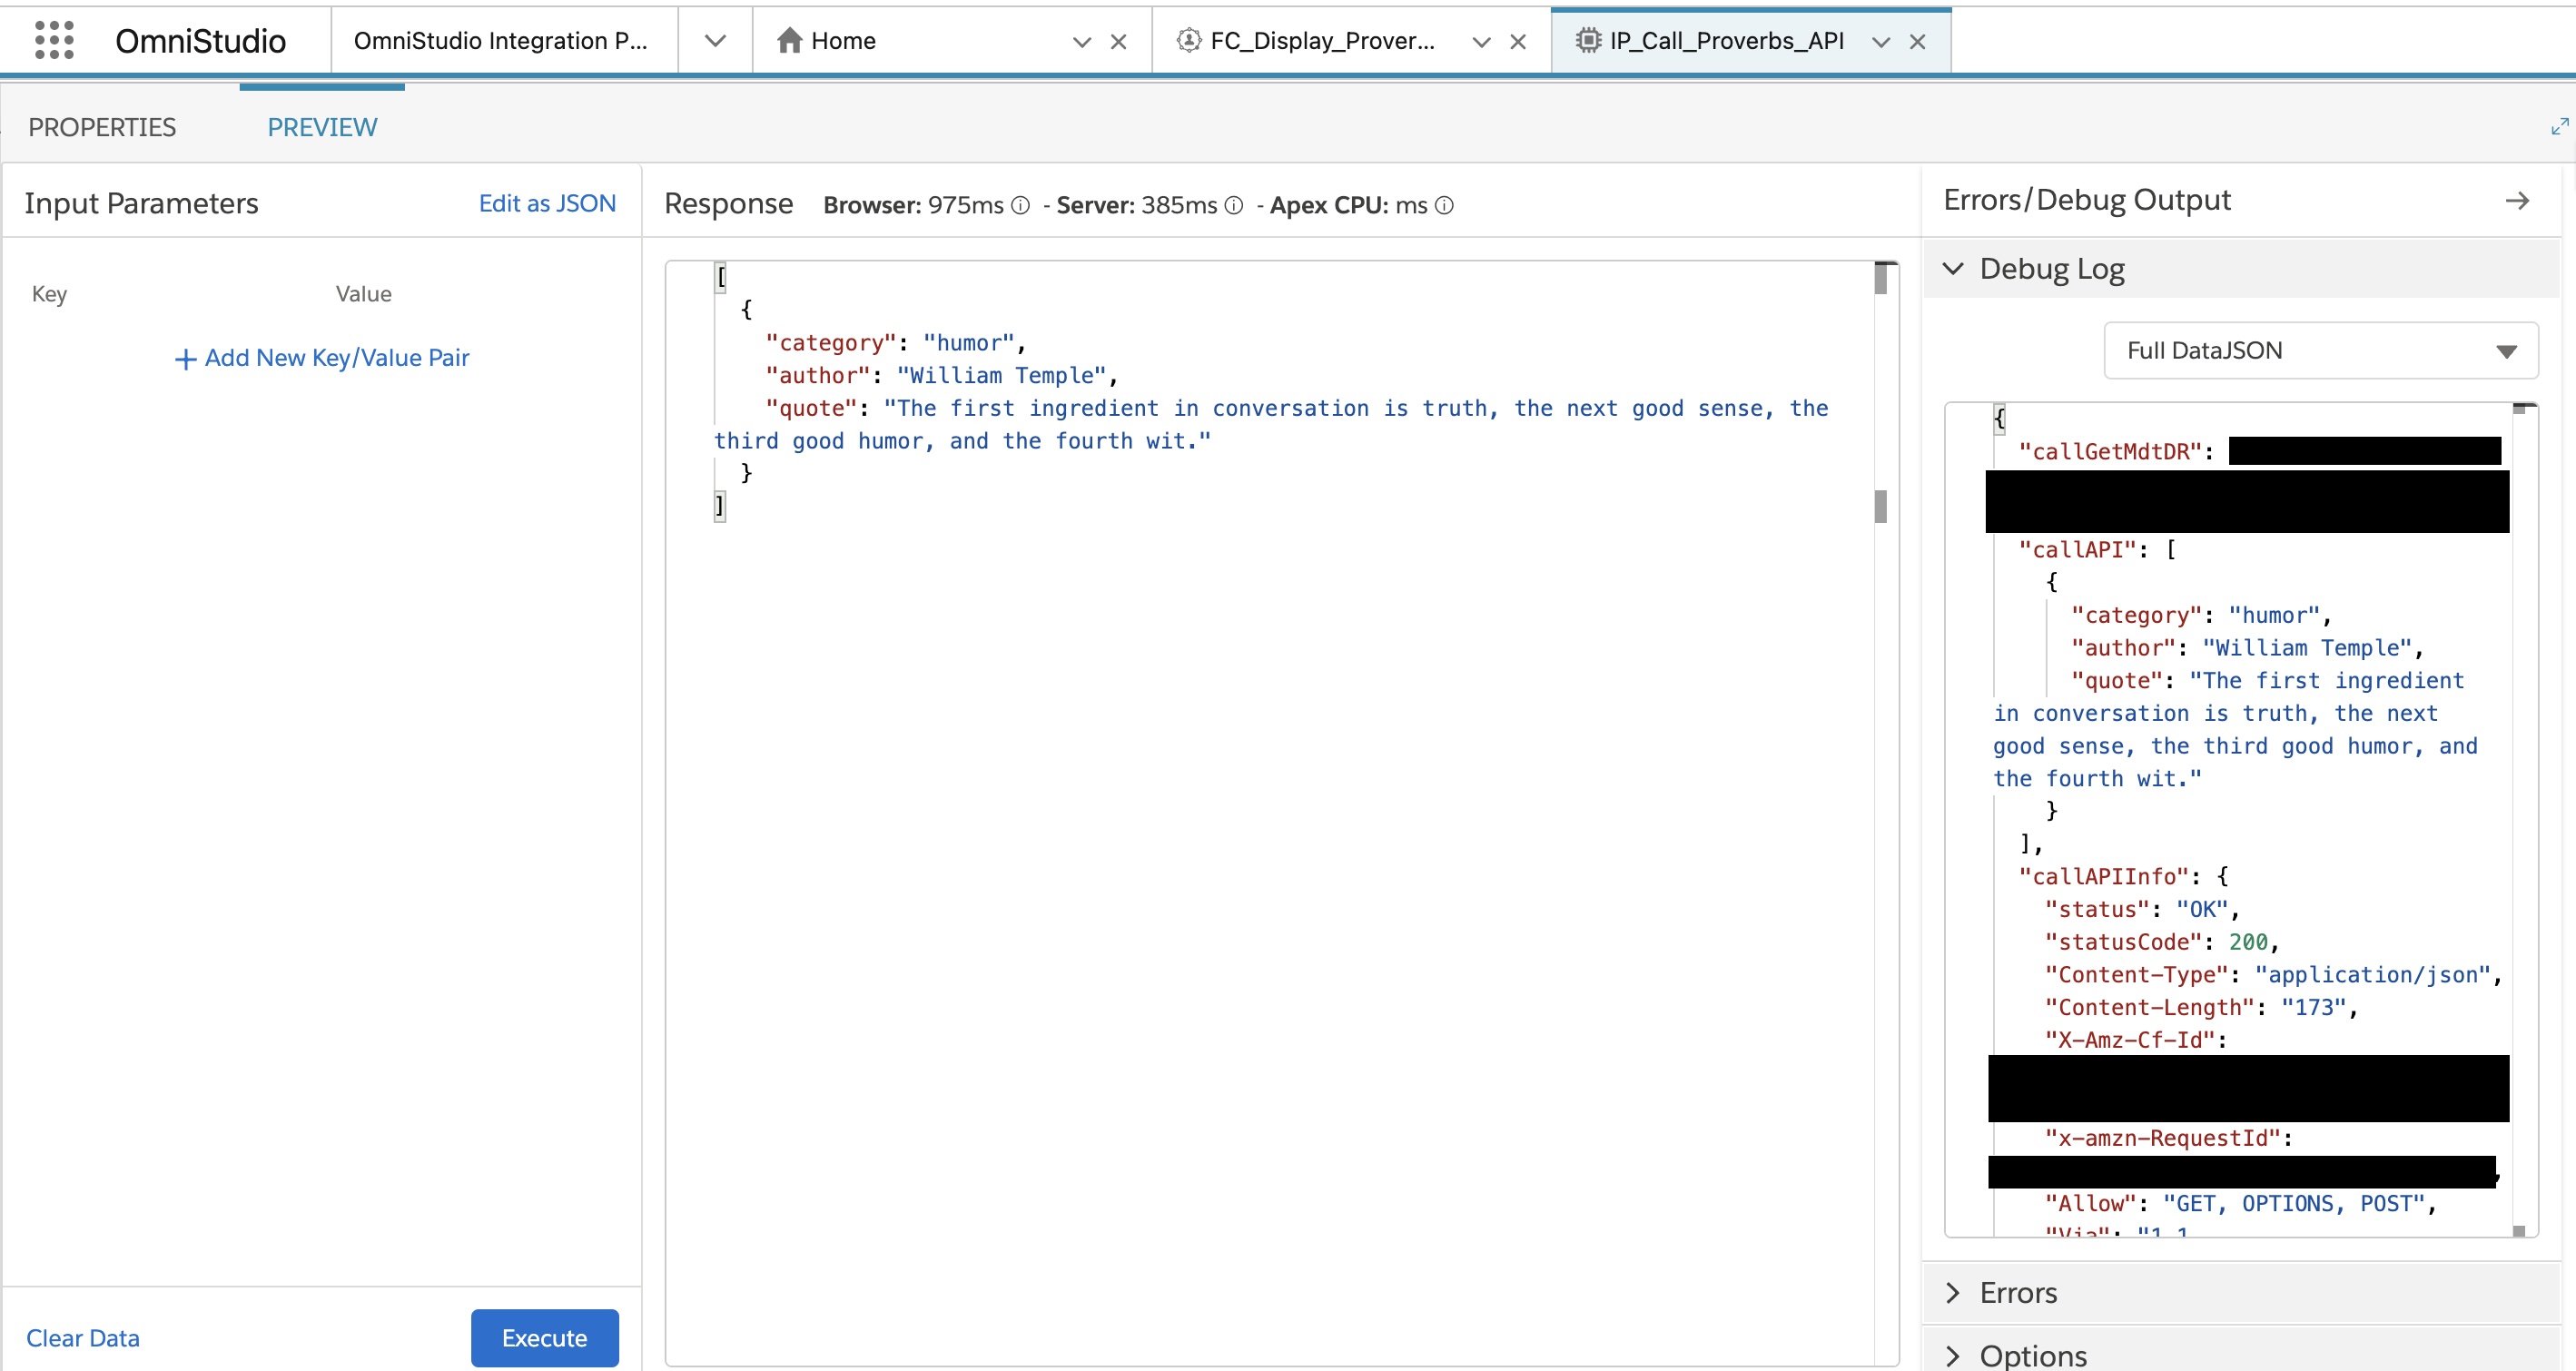 OmniStudio
OmniStudio Integration P...
Home
FC_Display_Prover...
IP_Call_Proverbs_API
PROPERTIES
PREVIEW
Input Parameters
Edit as JSON
Key
Value
+ Add New Key/Value Pair
Clear Data
Execute
Response
Browser: 975ms - Server: 385ms - Apex CPU: ms
[
{
"category": "humor",
"author": "William Temple",
"quote": "The first ingredient in conversation is truth, the next good sense, the
third good humor, and the fourth wit."
}
]
Errors/Debug Output
Debug Log
Full DataJSON
{
"callGetMdtDR":
"callAPI": [
{
"category": "humor",
"author": "William Temple",
"quote": "The first ingredient
in conversation is truth, the next
good sense, the third good humor, and
the fourth wit."
}
],
"callAPIInfo": {
"status": "OK",
"statusCode": 200,
"Content-Type": "application/json",
"Content-Length": "173",
"X-Amz-Cf-Id":
"x-amzn-RequestId":
,
"Allow": "GET, OPTIONS, POST",
"Via": "1.1
Errors
Options